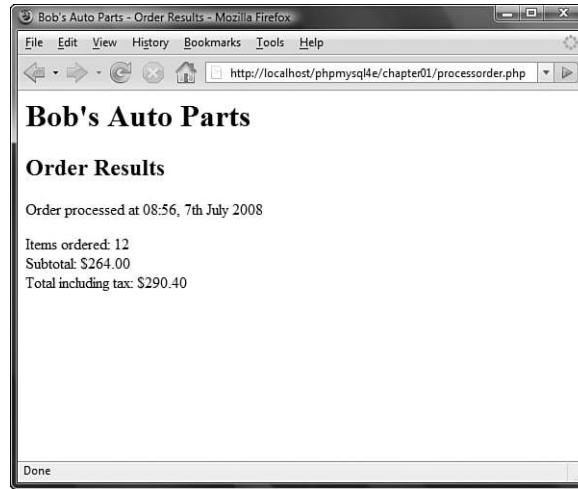 Bob's Auto Parts - Order Results - Mozilla Firefox
File Edit View History Bookmarks Tools Help
http://localhost/phpmysql4e/chapter01/processorder.php
Bob's Auto Parts
Order Results
Order processed at 08:56, 7th July 2008
Items ordered: 12
Subtotal: $264.00
Total including tax: $290.40
Done